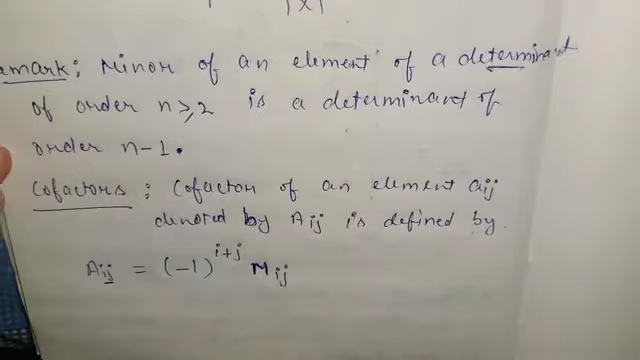 |x|
emark: Minor of an element of a determinant
of order n≥2 is a determinant of
order n-1.
Cofactors: Cofactor of an element aij
denoted by Aij is defined by.
Aij = (-1)^{i+j} Mij